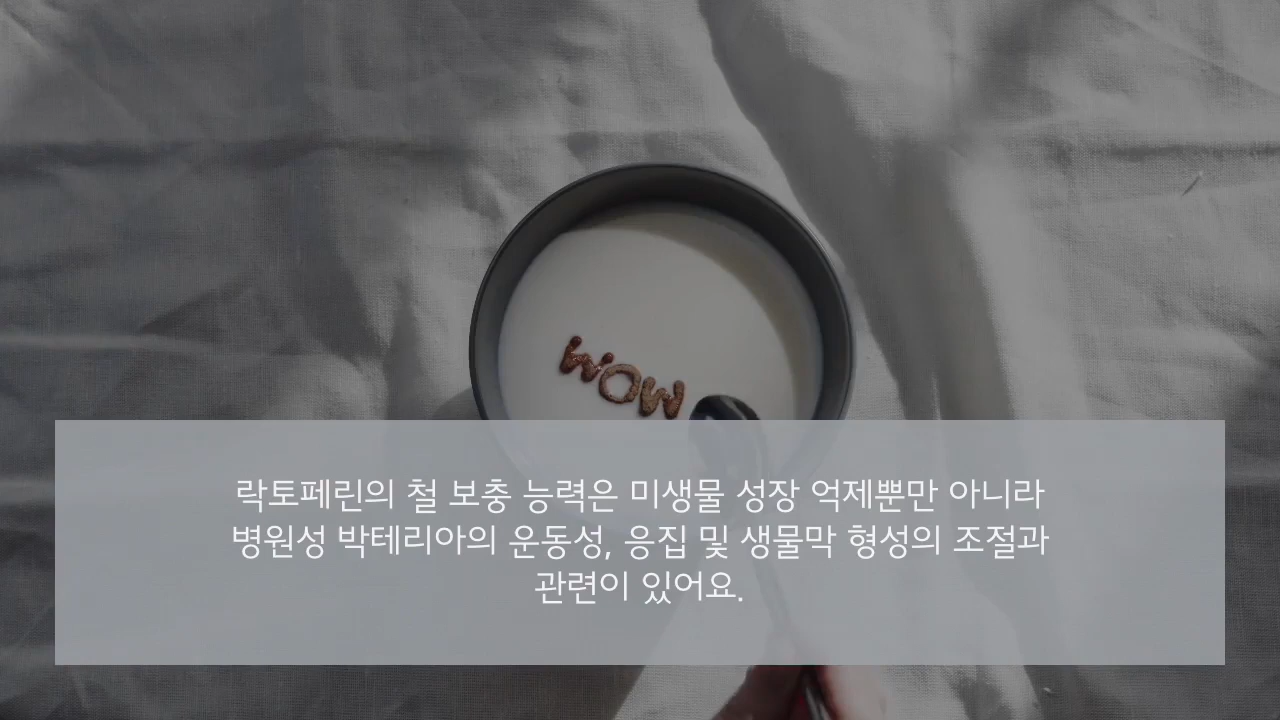 WOW
락토페린의 철 보충 능력은 미생물 성장 억제뿐만 아니라
병원성 박테리아의 운동성, 응집 및 생물막 형성의 조절과
관련이 있어요.